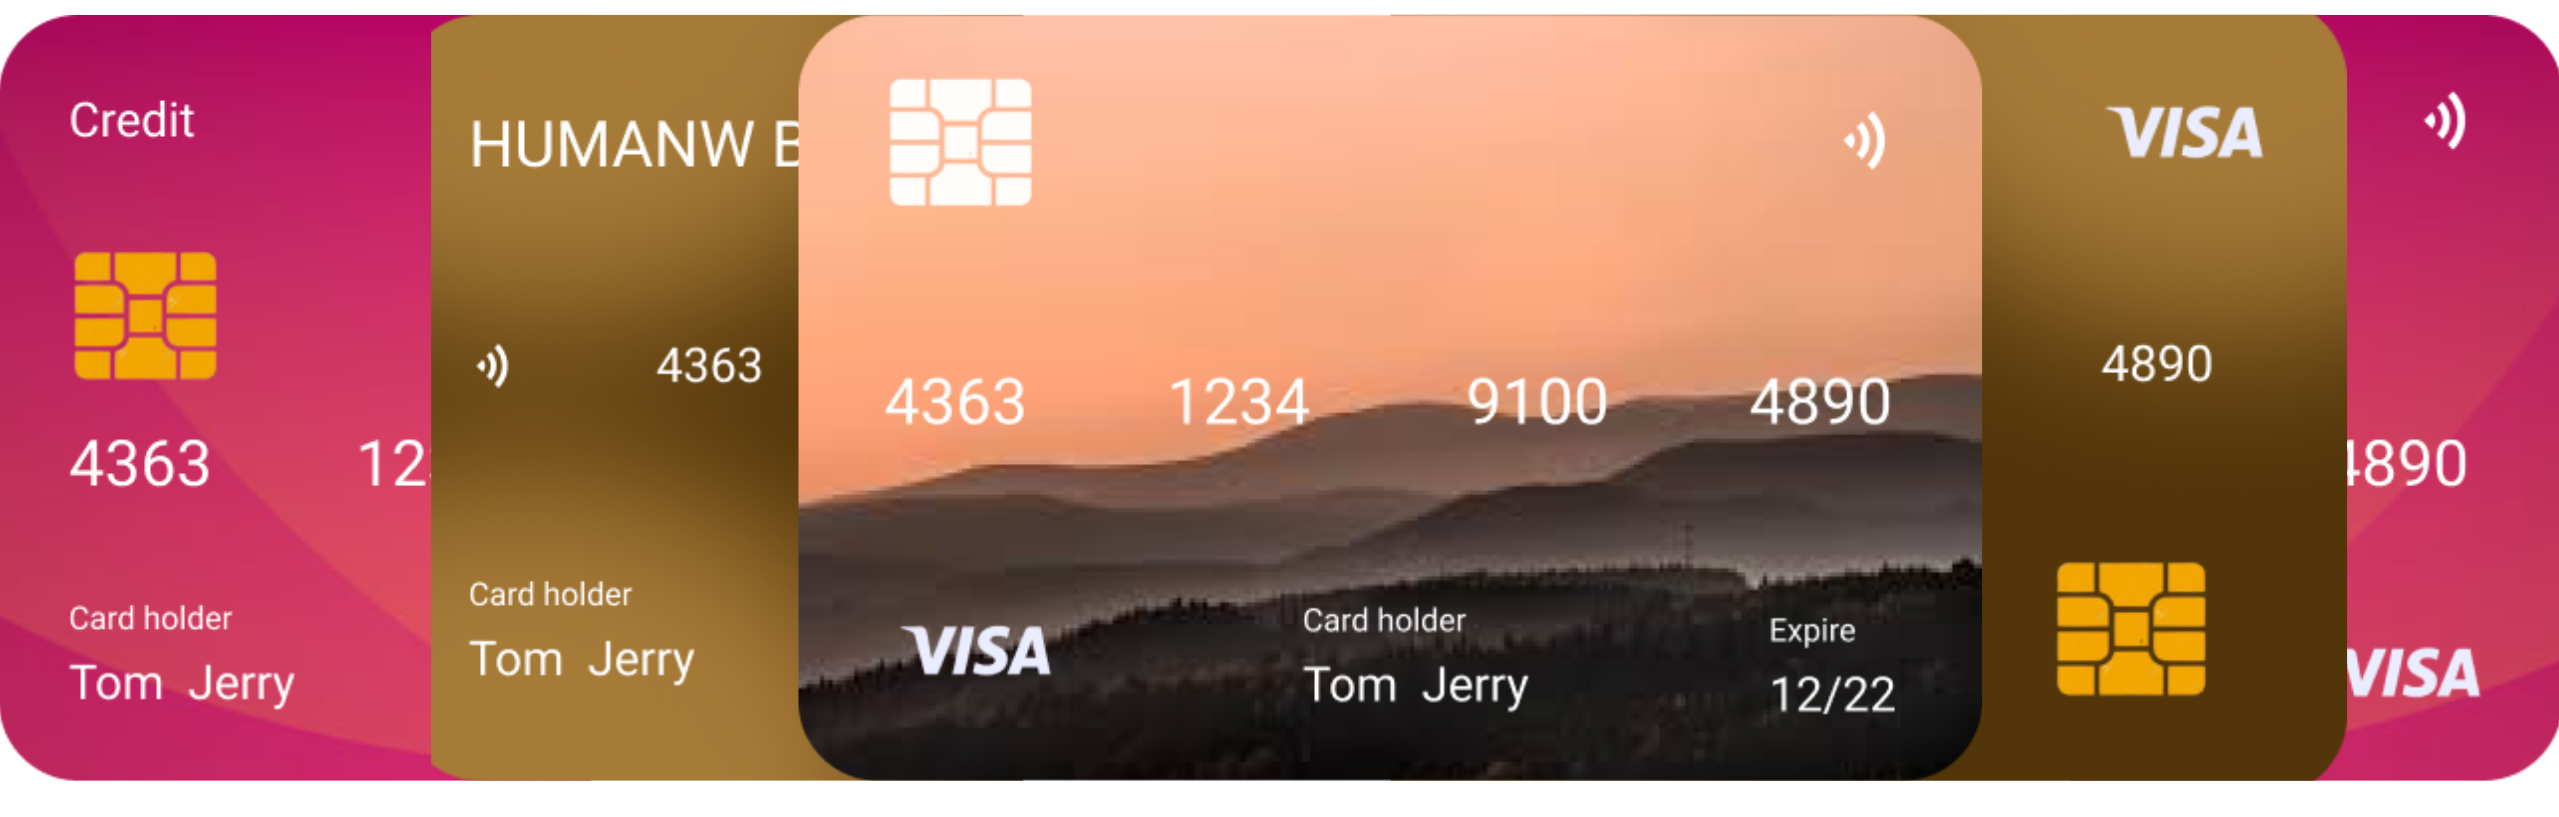 Credit
4363 12
Card holder
Tom Jerry
HUMANW
4363
Card holder
Tom Jerry
4363 1234 9100 4890
VISA
Card holder
Tom Jerry
Expire
12/22
VISA
4890
4890
VISA